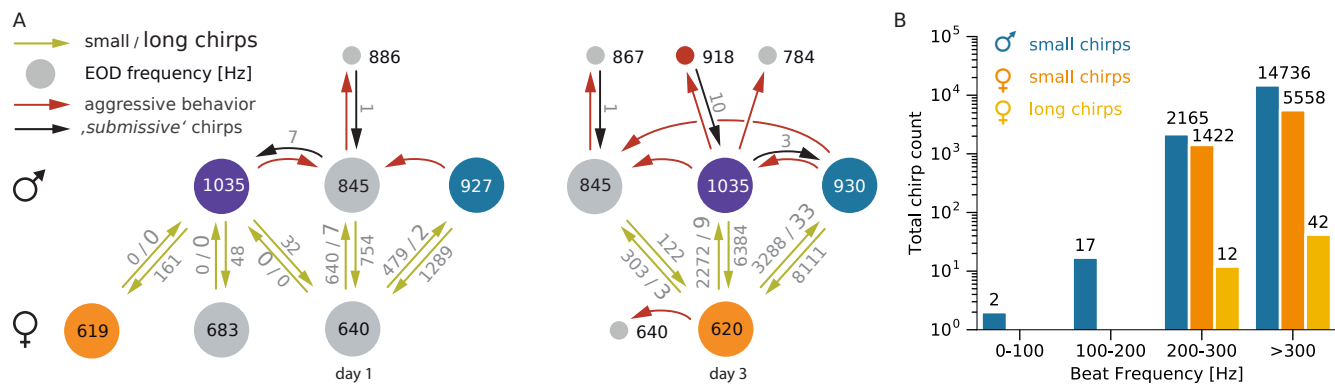 A
small / long chirps
EOD frequency [Hz]
aggressive behavior
‚submissive‘ chirps
886
1
7
1035
845
927
0 / 0
161
0 / 0
48
32
0 / 0
640 / 7
754
479 / 2
1289
619
683
640
day 1
867
918
784
1
10
3
845
1035
930
122
303 / 3
2272 / 9
6384
3288 / 33
8111
640
620
day 3
B
small chirps
small chirps
long chirps
Total chirp count
10⁵
10⁴
10³
10²
10¹
10⁰
2
17
2165
1422
12
14736
5558
42
0-100
100-200
200-300
>300
Beat Frequency [Hz]